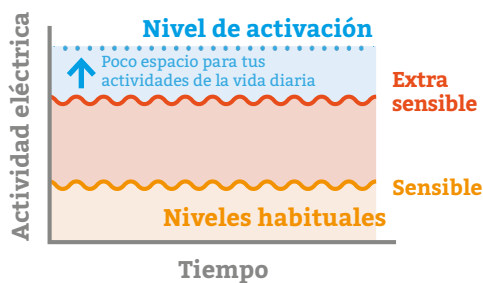 Nivel de activación
Poco espacio para tus
actividades de la vida diaria
Extra
sensible
Sensible
Niveles habituales
Actividad eléctrica
Tiempo